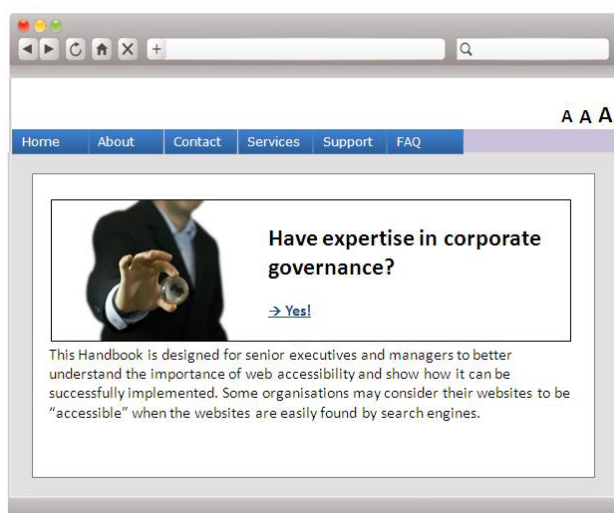 A A A
Home About Contact Services Support FAQ
Have expertise in corporate
governance?
→ Yes!
This Handbook is designed for senior executives and managers to better
understand the importance of web accessibility and show how it can be
successfully implemented. Some organisations may consider their websites to be
“accessible” when the websites are easily found by search engines.